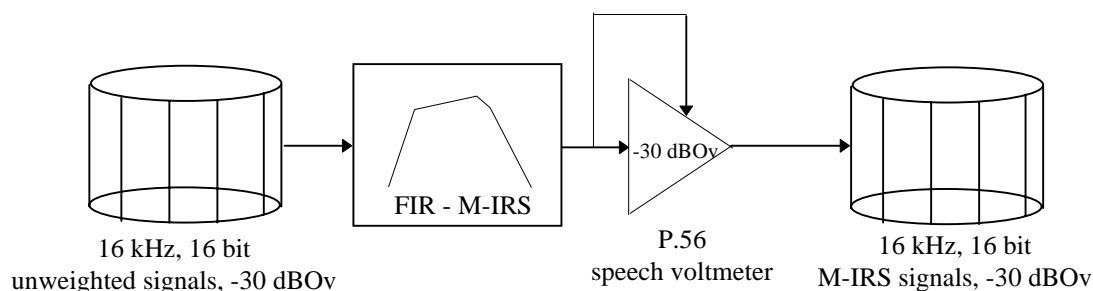 -30 dBOv
FIR - M-IRS
16 kHz, 16 bit
unweighted signals, -30 dBOv
P.56
speech voltmeter
16 kHz, 16 bit
M-IRS signals, -30 dBOv